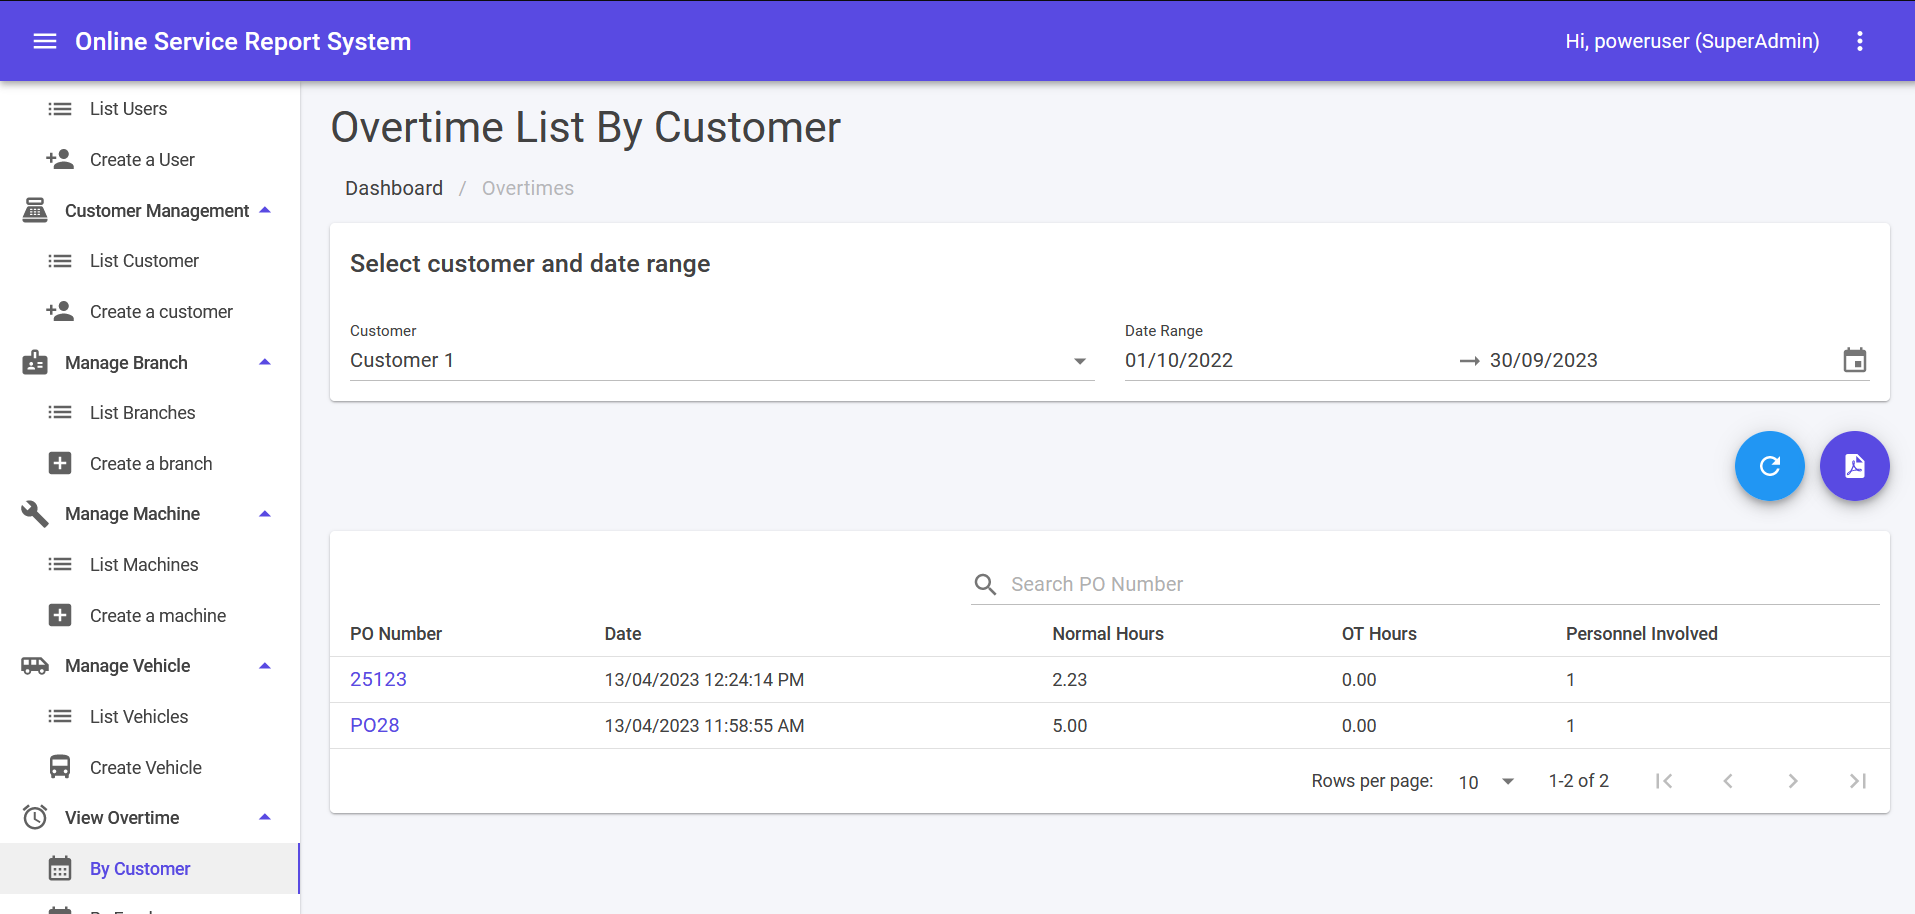 Online Service Report System
Hi, poweruser (SuperAdmin)
List Users
Create a User
Customer Management
List Customer
Create a customer
Manage Branch
List Branches
Create a branch
Manage Machine
List Machines
Create a machine
Manage Vehicle
List Vehicles
Create Vehicle
View Overtime
By Customer
Overtime List By Customer
Dashboard / Overtimes
Select customer and date range
Customer
Customer 1
Date Range
01/10/2022 → 30/09/2023
Search PO Number
PO Number Date Normal Hours OT Hours Personnel Involved
25123 13/04/2023 12:24:14 PM 2.23 0.00 1
PO28 13/04/2023 11:58:55 AM 5.00 0.00 1
Rows per page: 10 1-2 of 2